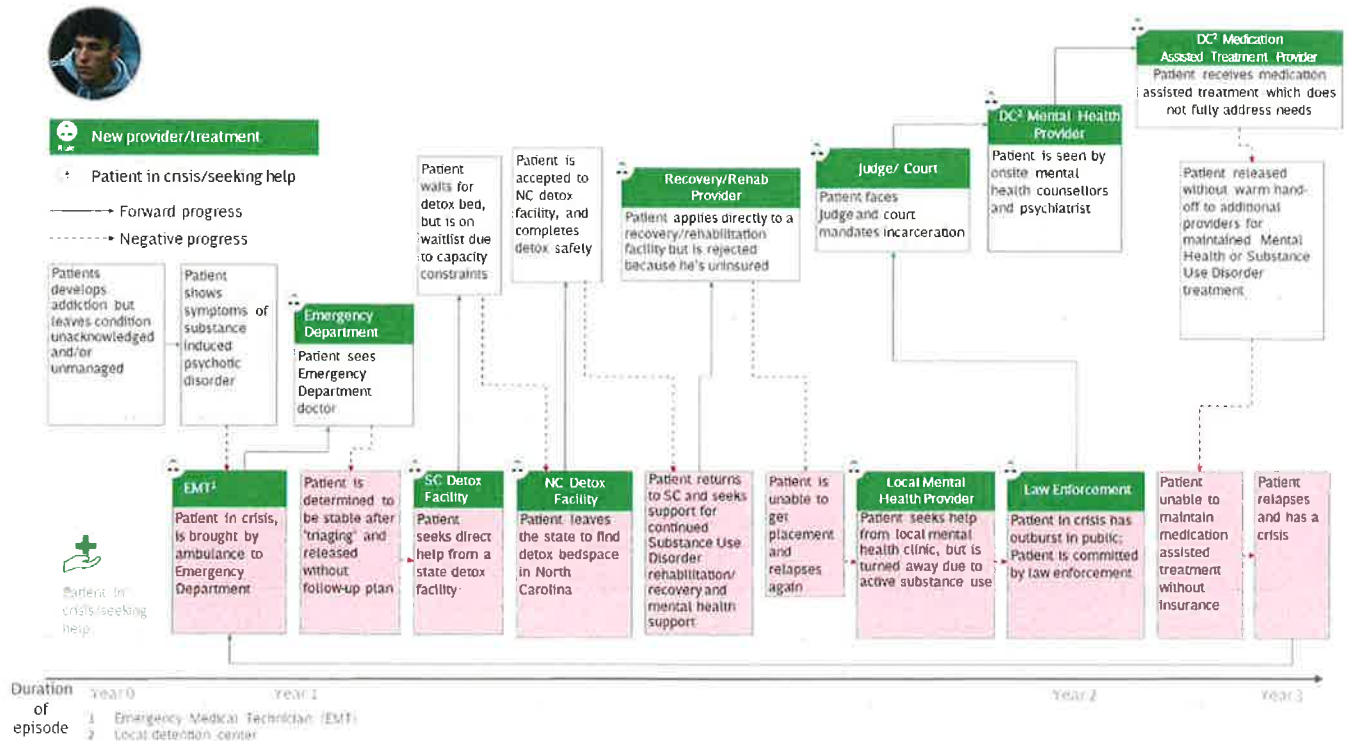 New provider/treatment
Rule
Patient in crisis/seeking help
Forward progress
Negative progress
Patients
develops
addiction but
leaves condition
unacknowledged
and/or
unmanaged
Patient
shows
symptoms of
substance
induced
psychotic
disorder
Emergency
Department
Patient sees
Emergency
Department
doctor
Patient
waits for
detox bed,
but is on
waitlist due
to capacity
constraints
Patient is
accepted to
NC detox
facility, and
completes
detox safely
Recovery/Rehab
Provider
Patient applies directly to a
recovery/rehabilitation
facility but is rejected
because he's uninsured
Judge/ Court
Patient faces
Judge and court
mandates incarceration
DC² Mental Health
Provider
Patient is seen by
onsite mental
health counsellors
and psychiatrist
DC² Medication
Assisted Treatment Provider
Patient receives medication
assisted treatment which does
not fully address needs
Patient released
without warm hand-
off to additional
providers for
maintained Mental
Health or Substance
Use Disorder
treatment
EMT¹
Patient in crisis,
is brought by
ambulance to
Emergency
Department
Patient is
determined to
be stable after
"triaging" and
released
without
follow-up plan
SC Detox
Facility
Patient
seeks direct
help from a
state detox
facility
NC Detox
Facility
Patient leaves
the state to find
detox bedspace
in North
Carolina
Patient returns
to SC and seeks
support for
continued
Substance Use
Disorder
rehabilitation/
recovery and
mental health
support
Patient is
unable to
get
placement
and
relapses
again
Local Mental
Health Provider
Patient seeks help
from local mental
health clinic, but is
turned away due to
active substance use
Law Enforcement
Patient in crisis has
outburst in public;
Patient is committed
by law enforcement
Patient
unable to
maintain
medication
assisted
treatment
without
insurance
Patient
relapses
and has a
crisis
Patient in
crisis/seeking
help
Duration
of
episode
Year 0
Year 1
Year 2
Year 3
1 Emergency Medical Technician (EMT)
2 Local detention center